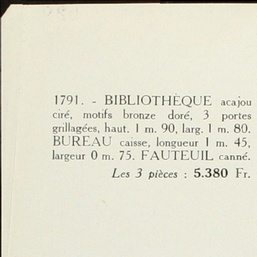 1791. - BIBLIOTHÈQUE acajou
ciré, motifs bronze doré, 3 portes
grillagées, haut. 1 m. 90, larg. 1 m. 80.
BUREAU caisse, longueur 1 m. 45,
largeur 0 m. 75. FAUTEUIL canné.
Les 3 pièces : 5.380 Fr.